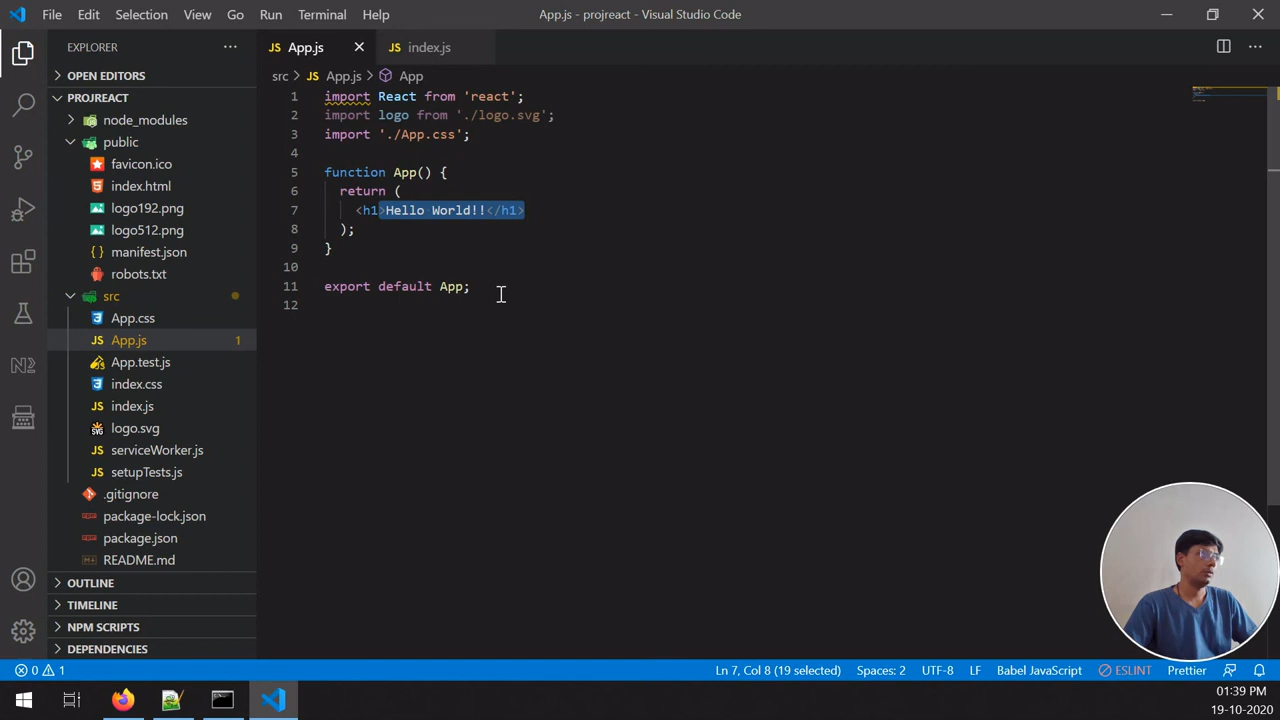 File Edit Selection View Go Run Terminal Help App.js - projreact - Visual Studio Code
EXPLORER
App.js
index.js
OPEN EDITORS
src > JS App.js > App
PROJREACT
node_modules
public
favicon.ico
index.html
logo192.png
logo512.png
manifest.json
robots.txt
src
App.css
JS App.js 1
App.test.js
index.css
JS index.js
logo.svg
JS serviceWorker.js
JS setupTests.js
.gitignore
package-lock.json
package.json
README.md
OUTLINE
TIMELINE
NPM SCRIPTS
DEPENDENCIES
1 import React from 'react';
2 import logo from './logo.svg';
3 import './App.css';
4
5 function App() {
6 return (
7 <h1>Hello World!!</h1>
8 );
9 }
10
11 export default App;
12
0 1 Ln 7, Col 8 (19 selected) Spaces: 2 UTF-8 LF Babel JavaScript ESLINT Prettier
01:39 PM
19-10-2020